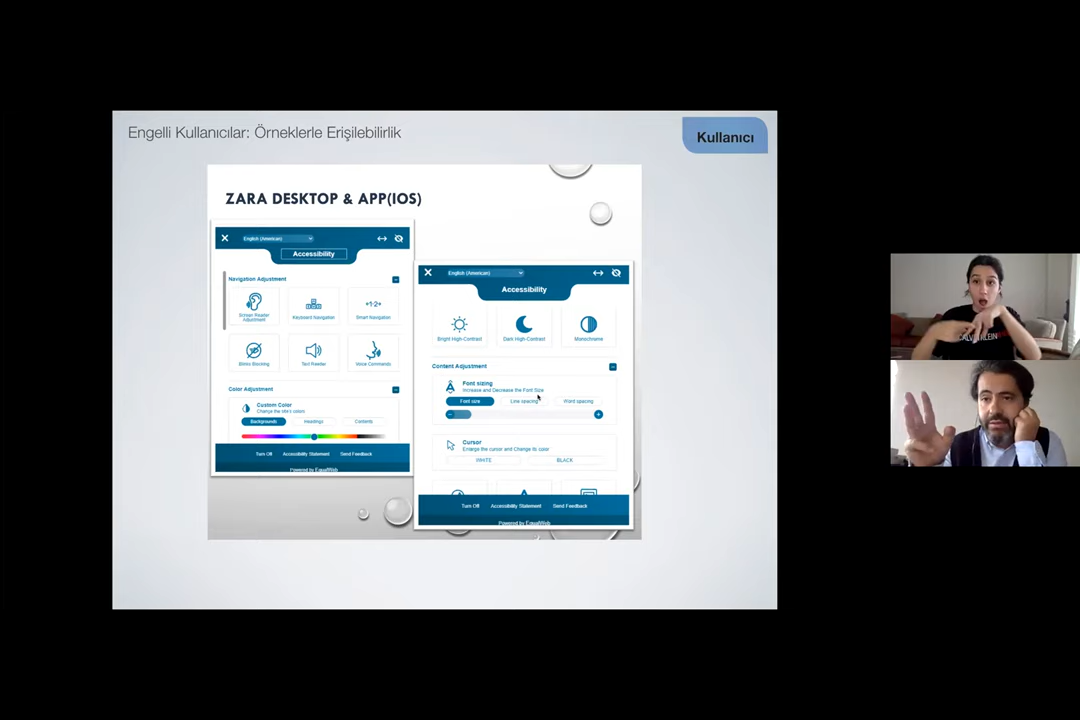 Engelli Kullanıcılar: Örneklerle Erişilebilirlik
Kullanıcı
ZARA DESKTOP & APP(IOS)
English (American)
Accessibility
Navigation Adjustment
Screen Reader Adjustment
Keyboard Navigation
Smart Navigation
Blinks Blocking
Text Reader
Voice Commands
Color Adjustment
Custom Color
Change the site's colors
Backgrounds
Headings
Contents
Turn Off
Accessibility Statement
Send Feedback
Powered by EqualWeb
English (American)
Accessibility
Bright High-Contrast
Dark High-Contrast
Monochrome
Content Adjustment
Font sizing
Increase and Decrease the Font Size
Font size
Line spacing
Word spacing
Cursor
Enlarge the cursor and Change its color
WHITE
BLACK
Turn Off
Accessibility Statement
Send Feedback
Powered by EqualWeb